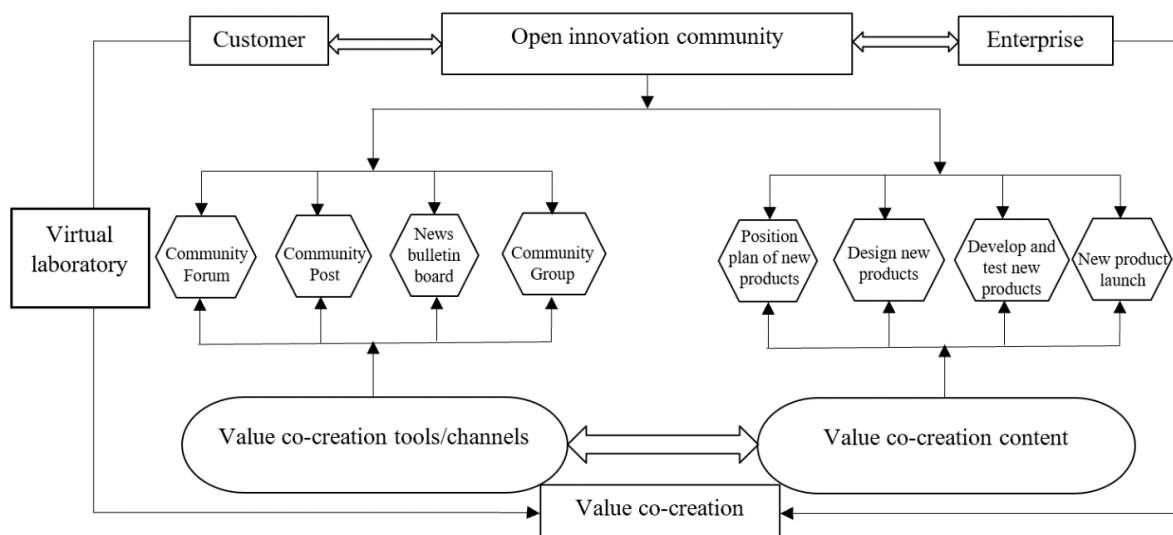 Customer
Open innovation community
Enterprise
Virtual
laboratory
Community
Forum
Community
Post
News
bulletin
board
Community
Group
Position
plan of new
products
Design new
products
Develop and
test new
products
New product
launch
Value co-creation tools/channels
Value co-creation content
Value co-creation